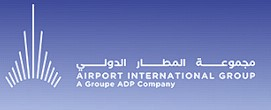 مجموعة المطار الدولي
AIRPORT INTERNATIONAL GROUP
A Groupe ADP Company